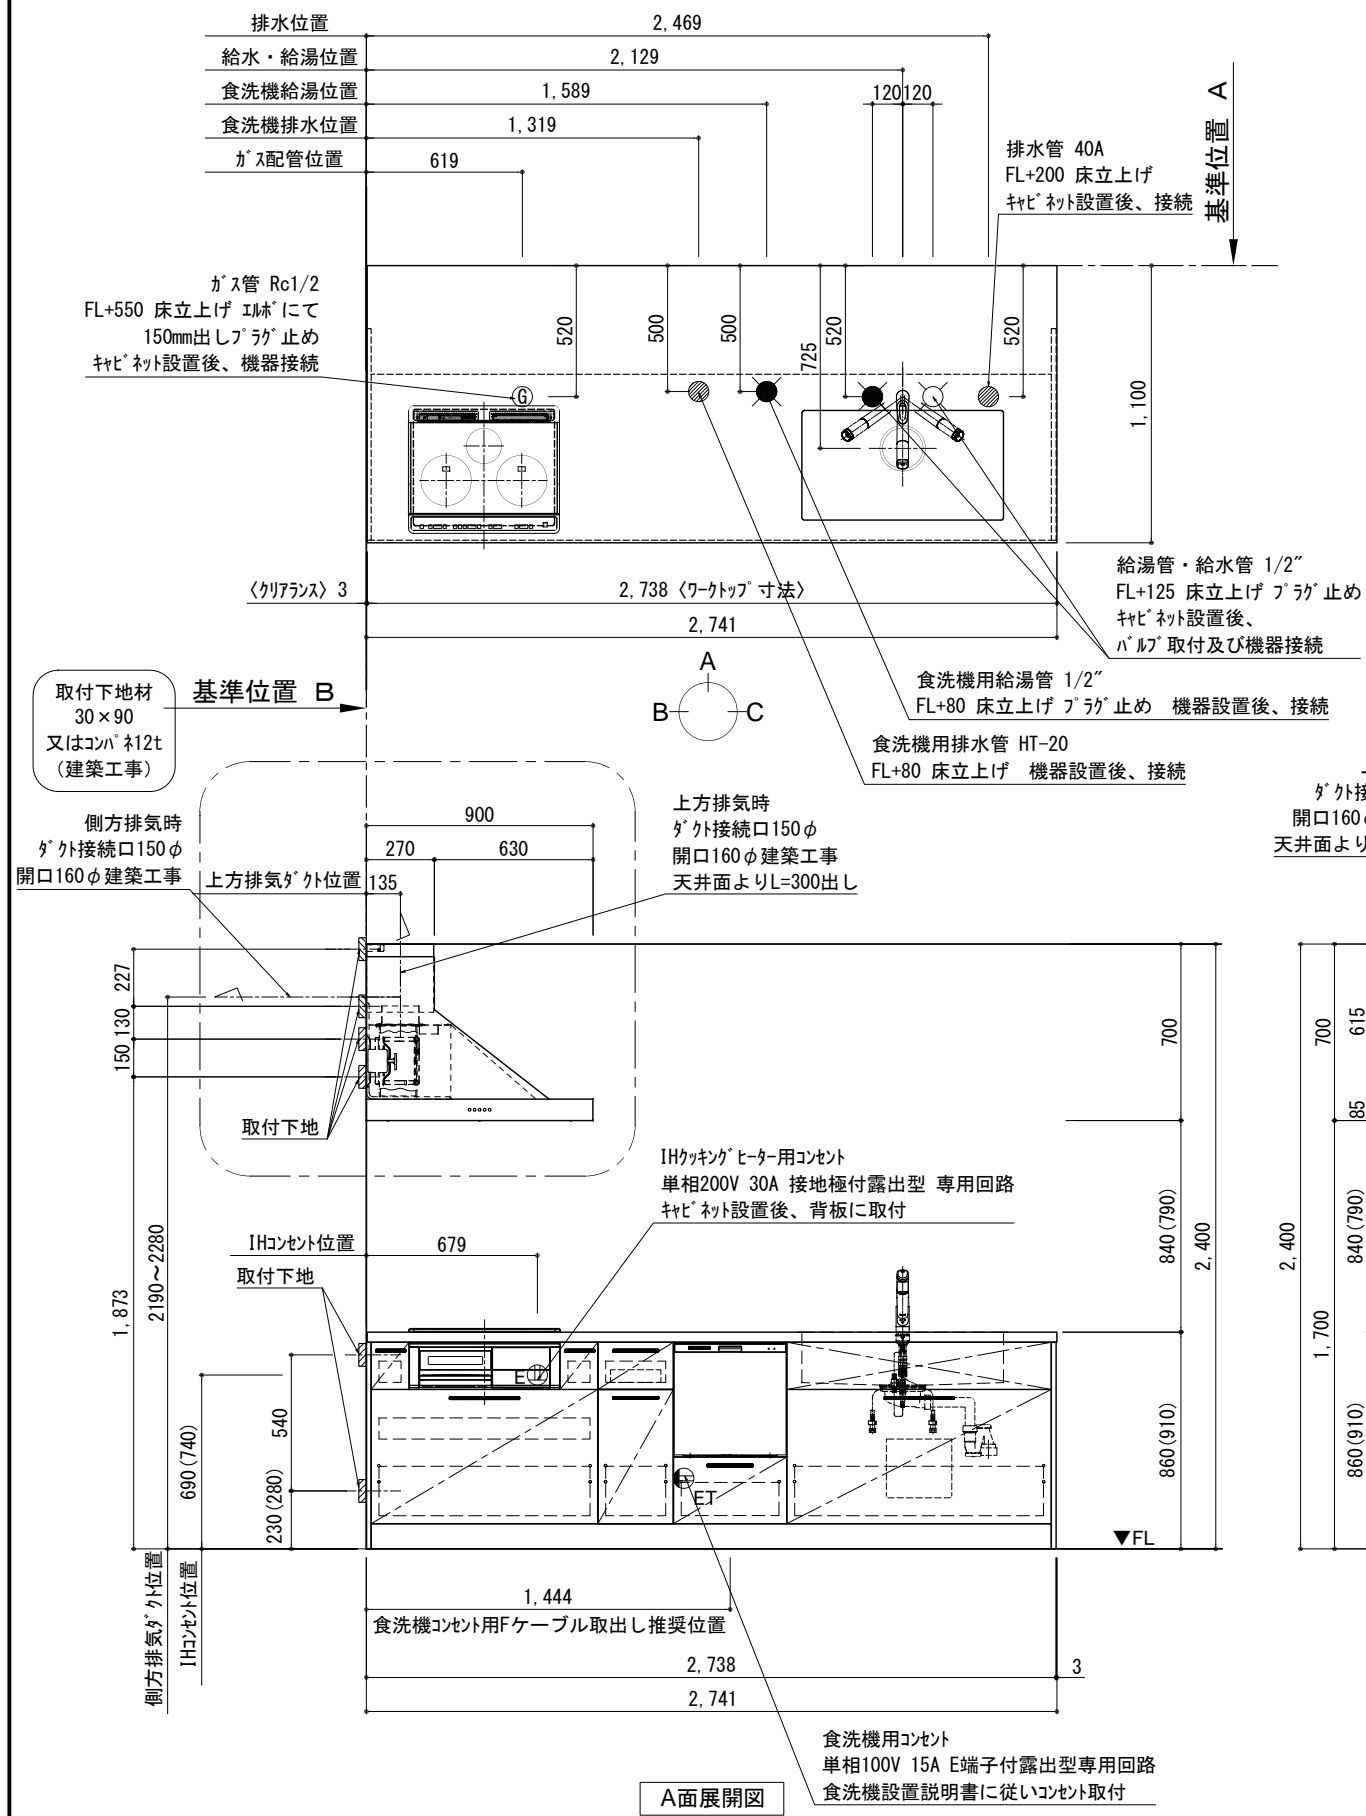 排水位置 2,469
給水・給湯位置 2,129
食洗機給湯位置 1,589 120 120
食洗機排水位置 1,319
ｶﾞｽ配管位置 619
基準位置 A
排水管 40A
FL+200 床立上げ
ｷｬﾋﾞﾈｯﾄ設置後、接続
ｶﾞｽ管 Rc1/2
FL+550 床立上げ ｴﾙﾎﾞにて
150mm出しﾌﾟﾗｸﾞ止め
ｷｬﾋﾞﾈｯﾄ設置後、機器接続
520
500
500
725
520
520
1,100
G
〈ｸﾘｱﾗﾝｽ〉 3
2,738 〈ﾜｰｸﾄｯﾌﾟ寸法〉
2,741
給湯管・給水管 1/2″
FL+125 床立上げ ﾌﾟﾗｸﾞ止め
ｷｬﾋﾞﾈｯﾄ設置後、
ﾊﾞﾙﾌﾞ取付及び機器接続
食洗機用給湯管 1/2″
FL+80 床立上げ ﾌﾟﾗｸﾞ止め 機器設置後、接続
食洗機用排水管 HT-20
FL+80 床立上げ 機器設置後、接続
A
B
C
取付下地材
30×90
又はｺﾝﾊﾟﾈ12t
(建築工事)
基準位置 B
側方排気時
ﾀﾞｸﾄ接続口150φ
開口160φ建築工事
上方排気時
ﾀﾞｸﾄ接続口150φ
開口160φ建築工事
天井面よりL=300出し
900
270
630
上方排気ﾀﾞｸﾄ位置 135
ﾀﾞｸﾄ接
開口160
天井面より
227
130
150
取付下地
1,873
2190～2280
700
840(790)
860(910)
2,400
2,400
700
1,700
615
85
840(790)
860(910)
IHｸｯｷﾝｸﾞﾋｰﾀｰ用ｺﾝｾﾝﾄ
単相200V 30A 接地極付露出型 専用回路
ｷｬﾋﾞﾈｯﾄ設置後、背板に取付
IHｺﾝｾﾝﾄ位置 679
取付下地
E
ET
540
690(740)
230(280)
▼FL
側方排気ﾀﾞｸﾄ位置
IHｺﾝｾﾝﾄ位置
1,444
食洗機ｺﾝｾﾝﾄ用Fケーブル取出し推奨位置
2,738 3
2,741
食洗機用ｺﾝｾﾝﾄ
単相100V 15A E端子付露出型専用回路
食洗機設置説明書に従いｺﾝｾﾝﾄ取付
A面展開図